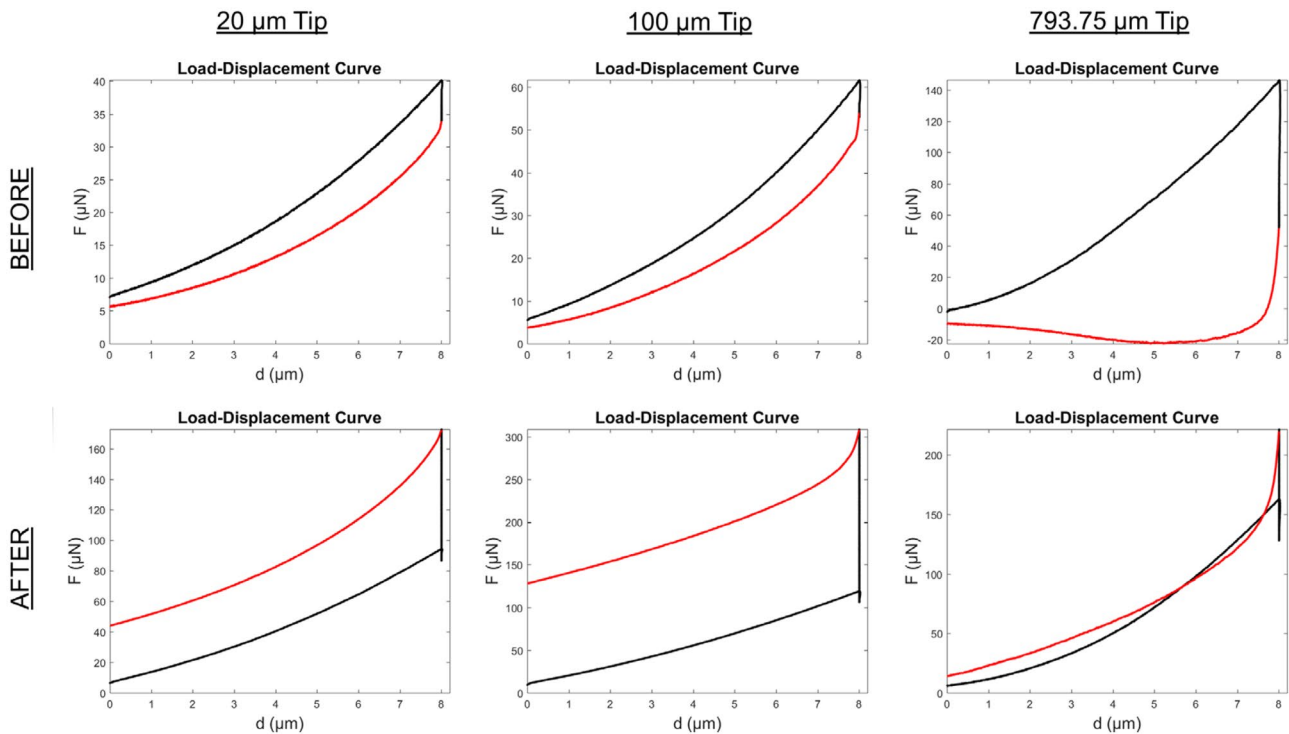 20 µm Tip
100 µm Tip
793.75 µm Tip
BEFORE
Load-Displacement Curve
40
35
30
25
20
15
10
5
0
F (µN)
0 1 2 3 4 5 6 7 8
d (µm)
Load-Displacement Curve
60
50
40
30
20
10
0
F (µN)
0 1 2 3 4 5 6 7 8
d (µm)
Load-Displacement Curve
140
120
100
80
60
40
20
0
-20
F (µN)
0 1 2 3 4 5 6 7 8
d (µm)
AFTER
Load-Displacement Curve
160
140
120
100
80
60
40
20
0
F (µN)
0 1 2 3 4 5 6 7 8
d (µm)
Load-Displacement Curve
300
250
200
150
100
50
0
F (µN)
0 1 2 3 4 5 6 7 8
d (µm)
Load-Displacement Curve
200
150
100
50
0
F (µN)
0 1 2 3 4 5 6 7 8
d (µm)